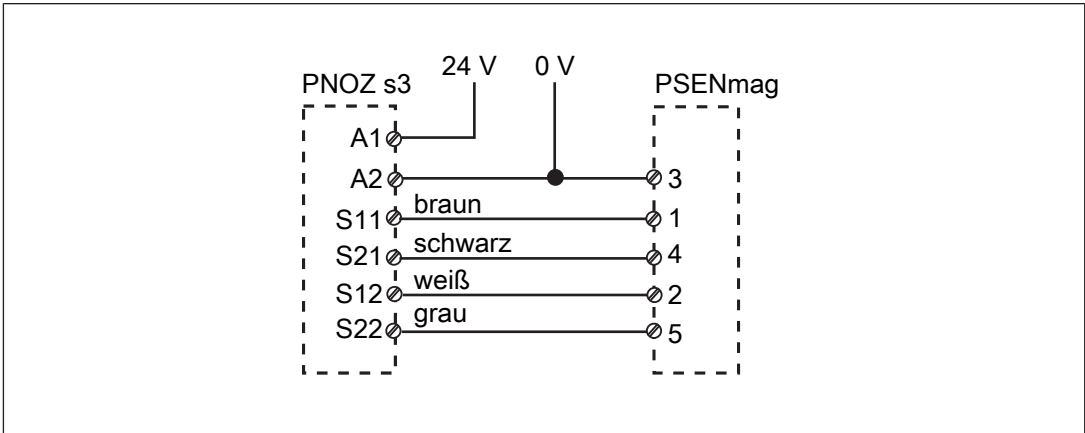 24 V
0 V
PNOZ s3
PSENmag
A1
A2
3
S11
braun
1
S21
schwarz
4
S12
weiß
2
S22
grau
5